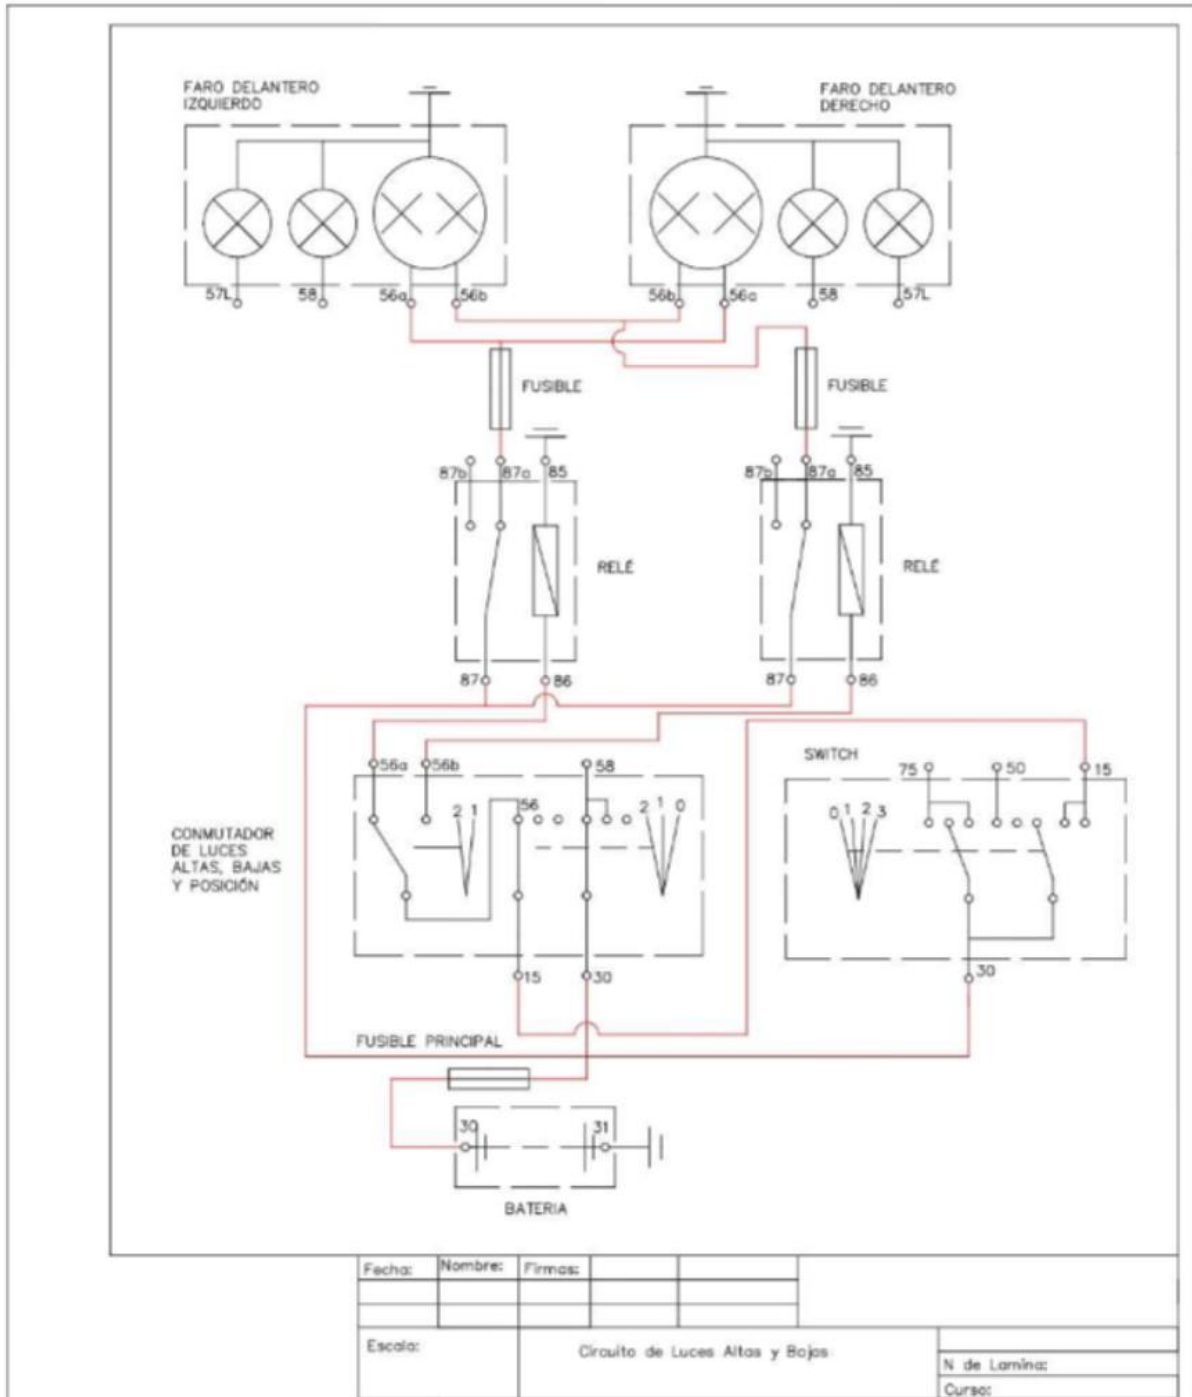 FARO DELANTERO
IZQUIERDO
FARO DELANTERO
DERECHO
57L 58 56a 56b
56b 56a 58 57L
FUSIBLE
FUSIBLE
87b 87a 85
87b 87a 85
RELÉ
RELÉ
87 86
87 86
SWITCH
56a 56b 58
75 50 15
56
2 1
2 1 0
0 1 2 3
CONMUTADOR
DE LUCES
ALTAS, BAJAS
Y POSICIÓN
15 30
30
FUSIBLE PRINCIPAL
30 31
BATERIA
Fecha: Nombre: Firmas:
Escala:
Circuito de Luces Altas y Bajas
N de Lamina:
Curso: